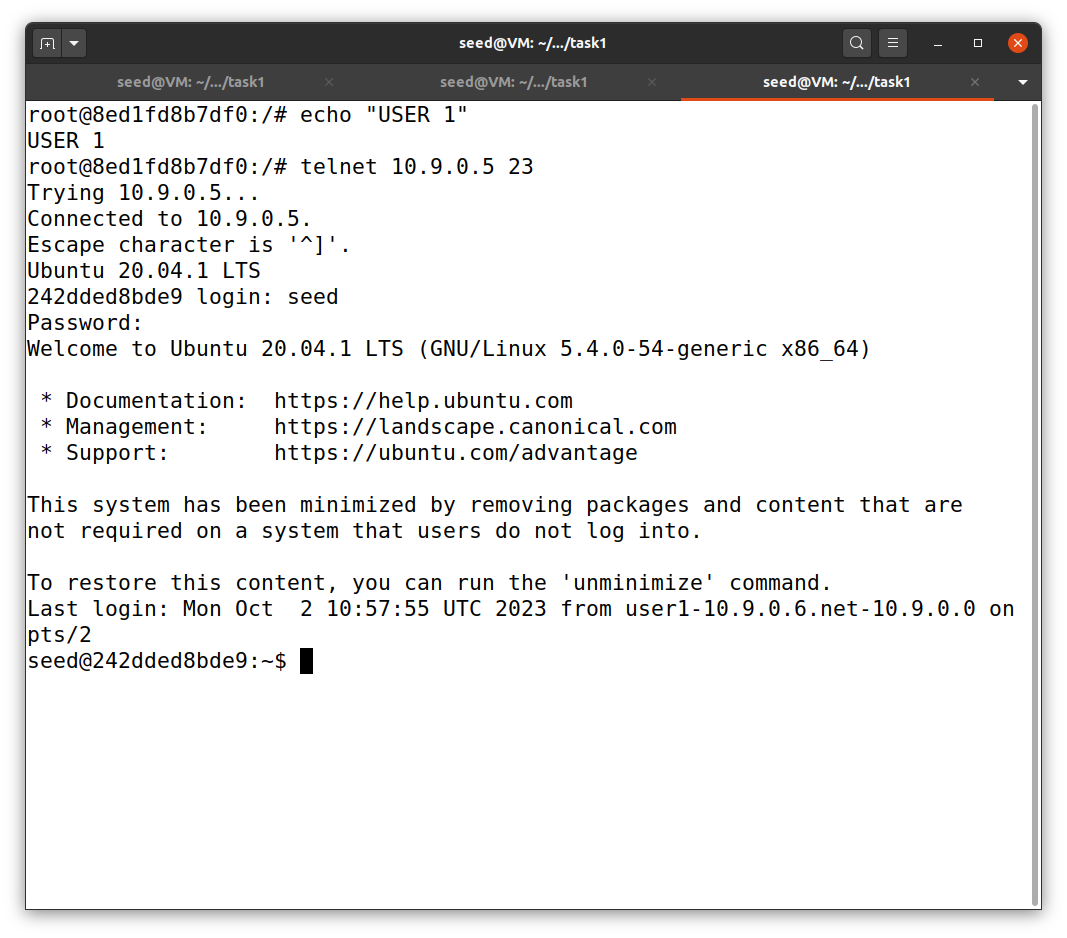 seed@VM: ~/.../task1
seed@VM: ~/.../task1 seed@VM: ~/.../task1 seed@VM: ~/.../task1
root@8ed1fd8b7df0:/# echo "USER 1"
USER 1
root@8ed1fd8b7df0:/# telnet 10.9.0.5 23
Trying 10.9.0.5...
Connected to 10.9.0.5.
Escape character is '^]'.
Ubuntu 20.04.1 LTS
242dded8bde9 login: seed
Password:
Welcome to Ubuntu 20.04.1 LTS (GNU/Linux 5.4.0-54-generic x86_64)

 * Documentation:  https://help.ubuntu.com
 * Management:     https://landscape.canonical.com
 * Support:        https://ubuntu.com/advantage

This system has been minimized by removing packages and content that are
not required on a system that users do not log into.

To restore this content, you can run the 'unminimize' command.
Last login: Mon Oct  2 10:57:55 UTC 2023 from user1-10.9.0.6.net-10.9.0.0 on
pts/2
seed@242dded8bde9:~$